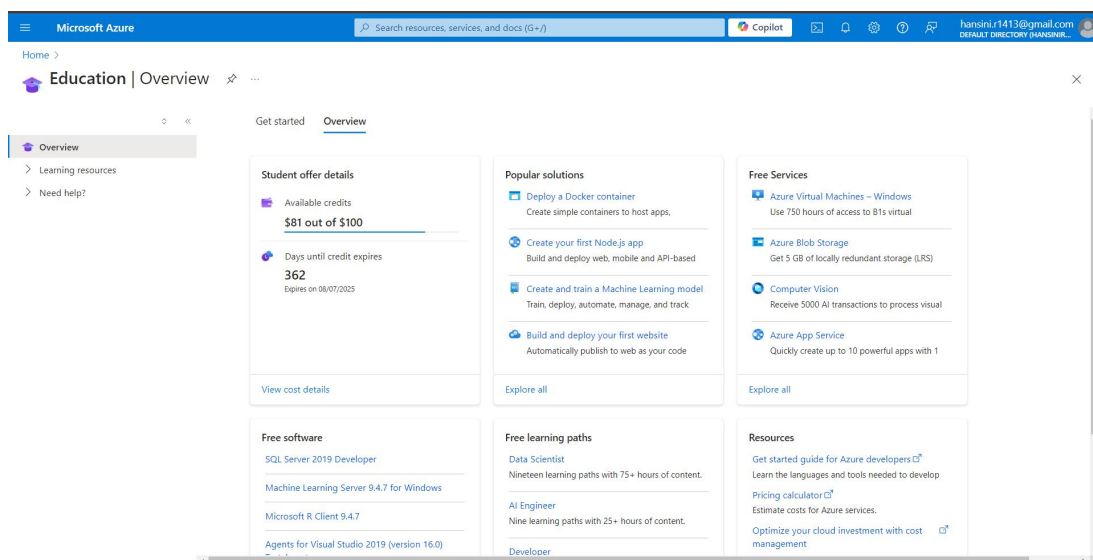 Microsoft Azure
Search resources, services, and docs (G+/)
Copilot
hansini.r1413@gmail.com
DEFAULT DIRECTORY (HANSINIR...
Home >
Education | Overview
Get started Overview
Overview
Learning resources
Need help?
Student offer details
Available credits
$81 out of $100
Days until credit expires
362
Expires on 08/07/2025
View cost details
Popular solutions
Deploy a Docker container
Create simple containers to host apps,
Create your first Node.js app
Build and deploy web, mobile and API-based
Create and train a Machine Learning model
Train, deploy, automate, manage, and track
Build and deploy your first website
Automatically publish to web as your code
Explore all
Free Services
Azure Virtual Machines – Windows
Use 750 hours of access to B1s virtual
Azure Blob Storage
Get 5 GB of locally redundant storage (LRS)
Computer Vision
Receive 5000 AI transactions to process visual
Azure App Service
Quickly create up to 10 powerful apps with 1
Explore all
Free software
SQL Server 2019 Developer
Machine Learning Server 9.4.7 for Windows
Microsoft R Client 9.4.7
Agents for Visual Studio 2019 (version 16.0)
Free learning paths
Data Scientist
Nineteen learning paths with 75+ hours of content.
AI Engineer
Nine learning paths with 25+ hours of content.
Developer
Resources
Get started guide for Azure developers
Learn the languages and tools needed to develop
Pricing calculator
Estimate costs for Azure services.
Optimize your cloud investment with cost
management